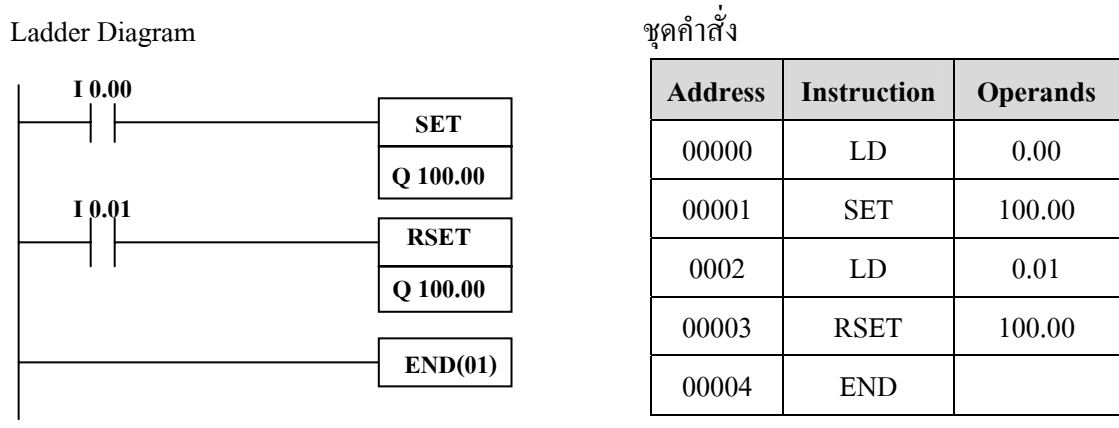 Ladder Diagram
I 0.00
SET
Q 100.00
I 0.01
RSET
Q 100.00
END(01)
ชุดคำสั่ง
Address Instruction Operands
00000 LD 0.00
00001 SET 100.00
0002 LD 0.01
00003 RSET 100.00
00004 END